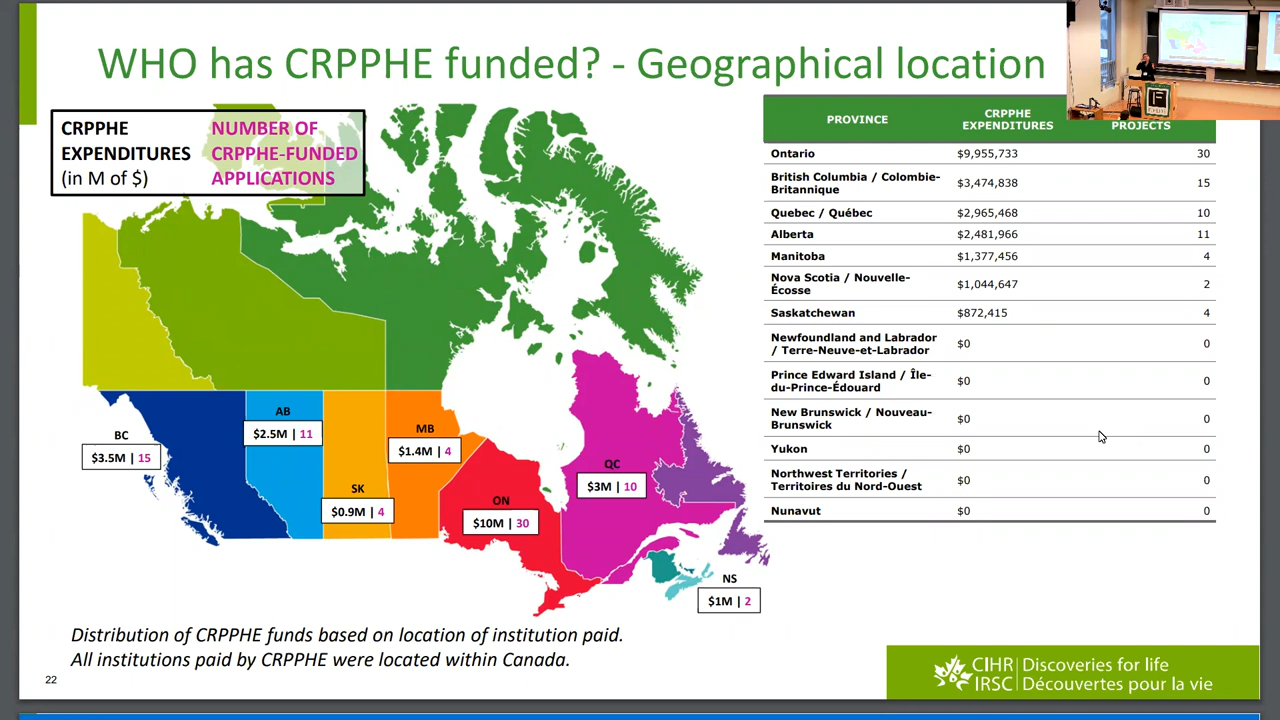 WHO has CRPPHE funded? - Geographical location
CRPPHE
EXPENDITURES
(in M of $)
NUMBER OF
CRPPHE-FUNDED
APPLICATIONS
BC
$3.5M | 15
AB
$2.5M | 11
SK
$0.9M | 4
MB
$1.4M | 4
ON
$10M | 30
QC
$3M | 10
NS
$1M | 2
PROVINCE
CRPPHE
EXPENDITURES
PROJECTS
Ontario $9,955,733 30
British Columbia / Colombie-
Britannique $3,474,838 15
Quebec / Québec $2,965,468 10
Alberta $2,481,966 11
Manitoba $1,377,456 4
Nova Scotia / Nouvelle-
Écosse $1,044,647 2
Saskatchewan $872,415 4
Newfoundland and Labrador
/ Terre-Neuve-et-Labrador $0 0
Prince Edward Island / Île-
du-Prince-Édouard $0 0
New Brunswick / Nouveau-
Brunswick $0 0
Yukon $0 0
Northwest Territories /
Territoires du Nord-Ouest $0 0
Nunavut $0 0
Distribution of CRPPHE funds based on location of institution paid.
All institutions paid by CRPPHE were located within Canada.
22
CIHR Discoveries for life
IRSC Découvertes pour la vie